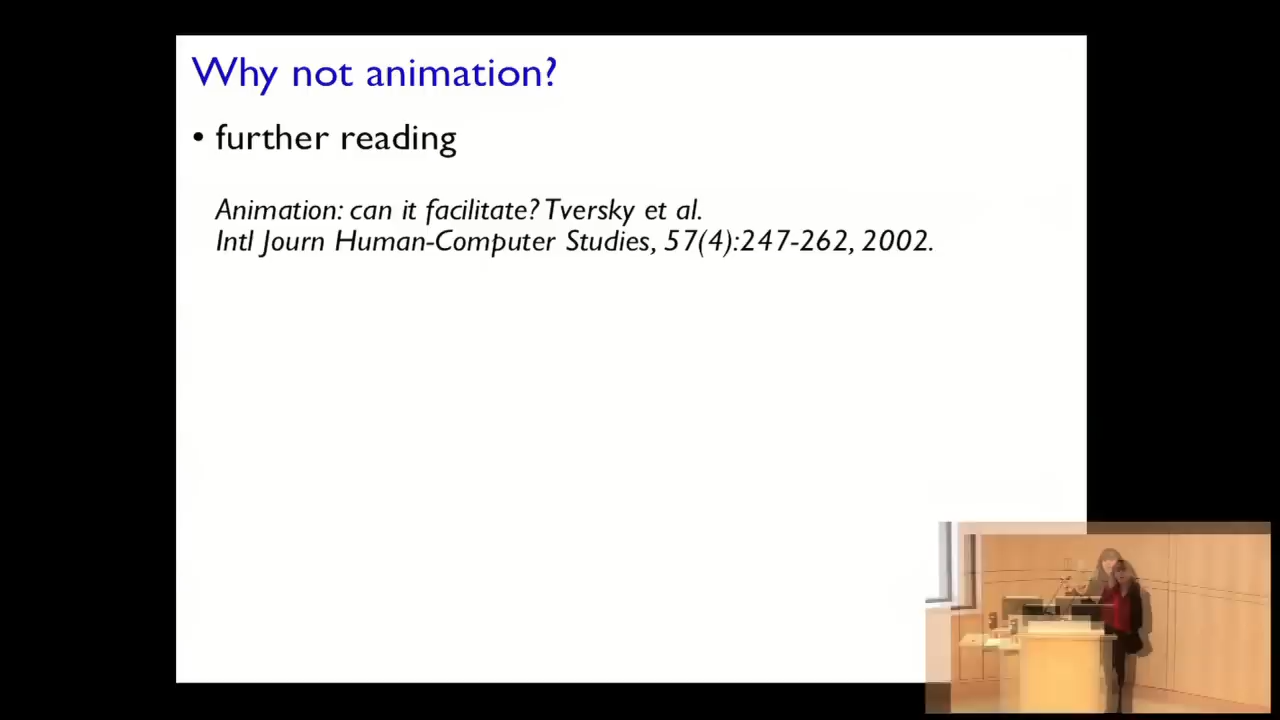 Why not animation?
• further reading
Animation: can it facilitate? Tversky et al.
Intl Journ Human-Computer Studies, 57(4):247-262, 2002.